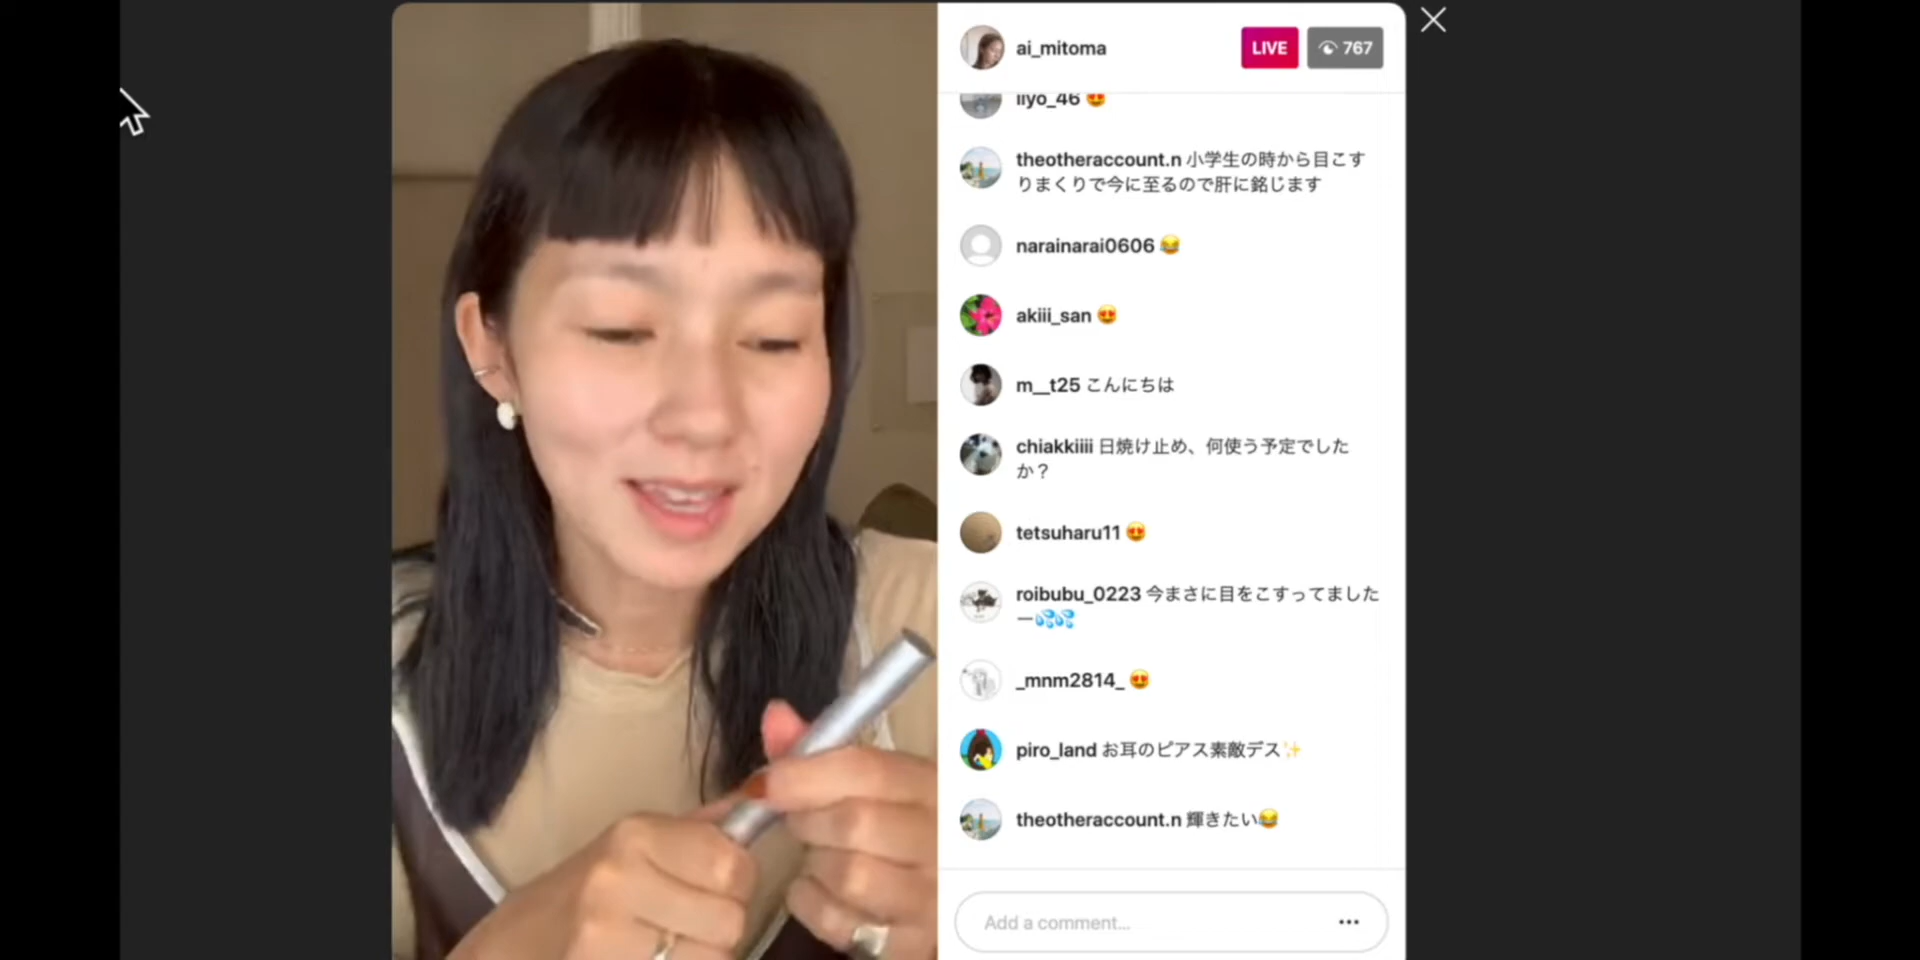 ai_mitoma
LIVE
767
iiyo_46 😍
theotheraccount.n 小学生の時から目こす
りまくりで今に至るので肝に銘じます
narainarai0606 😂
akiii_san 😍
m__t25 こんにちは
chiakkiiii 日焼け止め、何使う予定でした
か？
tetsuharu11 😍
roibubu_0223 今まさに目をこすってました
ー💦💦
_mnm2814_ 😍
piro_land お耳のピアス素敵デス✨
theotheraccount.n 輝きたい😂
Add a comment...